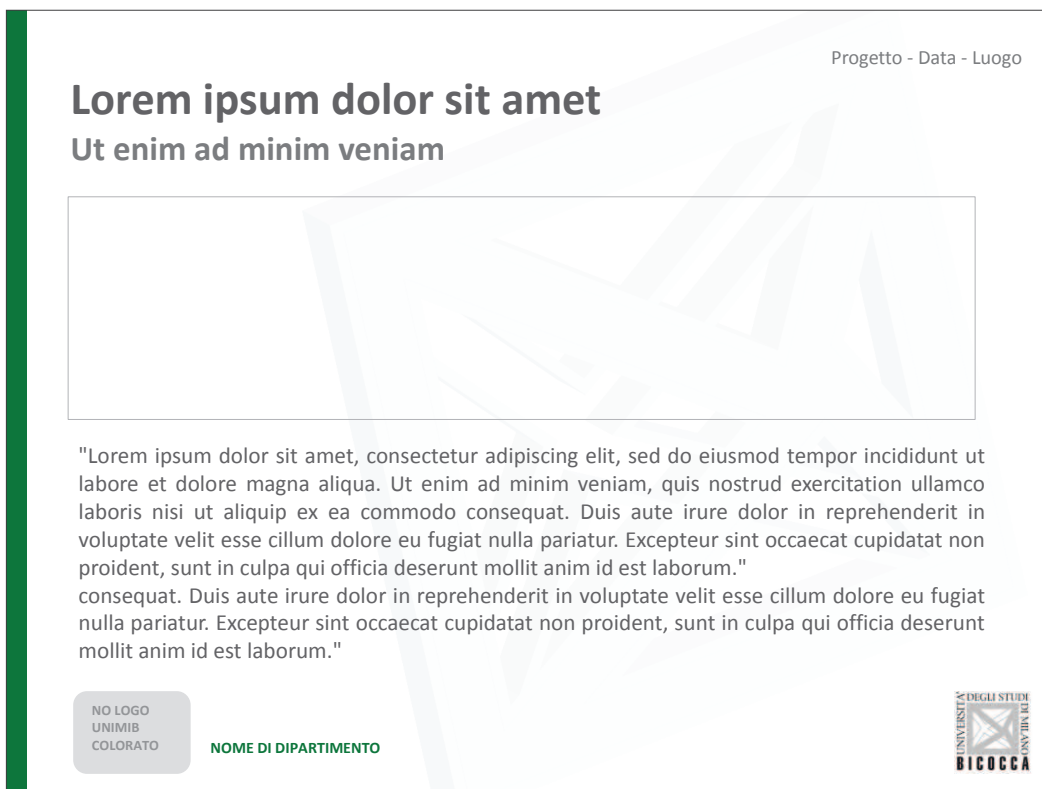 Progetto - Data - Luogo
Lorem ipsum dolor sit amet
Ut enim ad minim veniam
"Lorem ipsum dolor sit amet, consectetur adipiscing elit, sed do eiusmod tempor incididunt ut
labore et dolore magna aliqua. Ut enim ad minim veniam, quis nostrud exercitation ullamco
laboris nisi ut aliquip ex ea commodo consequat. Duis aute irure dolor in reprehenderit in
voluptate velit esse cillum dolore eu fugiat nulla pariatur. Excepteur sint occaecat cupidatat non
proident, sunt in culpa qui officia deserunt mollit anim id est laborum."
consequat. Duis aute irure dolor in reprehenderit in voluptate velit esse cillum dolore eu fugiat
nulla pariatur. Excepteur sint occaecat cupidatat non proident, sunt in culpa qui officia deserunt
mollit anim id est laborum."
NO LOGO
UNIMIB
COLORATO
NOME DI DIPARTIMENTO
UNIVERSITA'
DEGLI STUDI
DI MILANO
BICOCCA